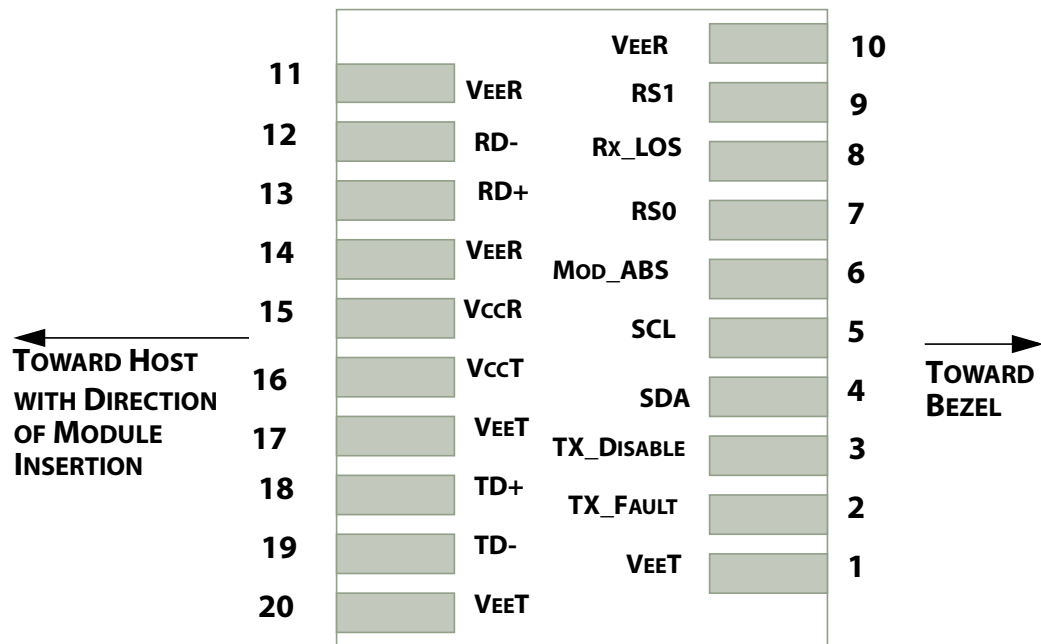 11 VEER
12 RD-
13 RD+
14 VEER
15 VCCR
16 VCCT
17 VEET
18 TD+
19 TD-
20 VEET
VEER 10
RS1 9
RX_LOS 8
RS0 7
MOD_ABS 6
SCL 5
SDA 4
TX_DISABLE 3
TX_FAULT 2
VEET 1
TOWARD HOST
WITH DIRECTION
OF MODULE
INSERTION
TOWARD
BEZEL